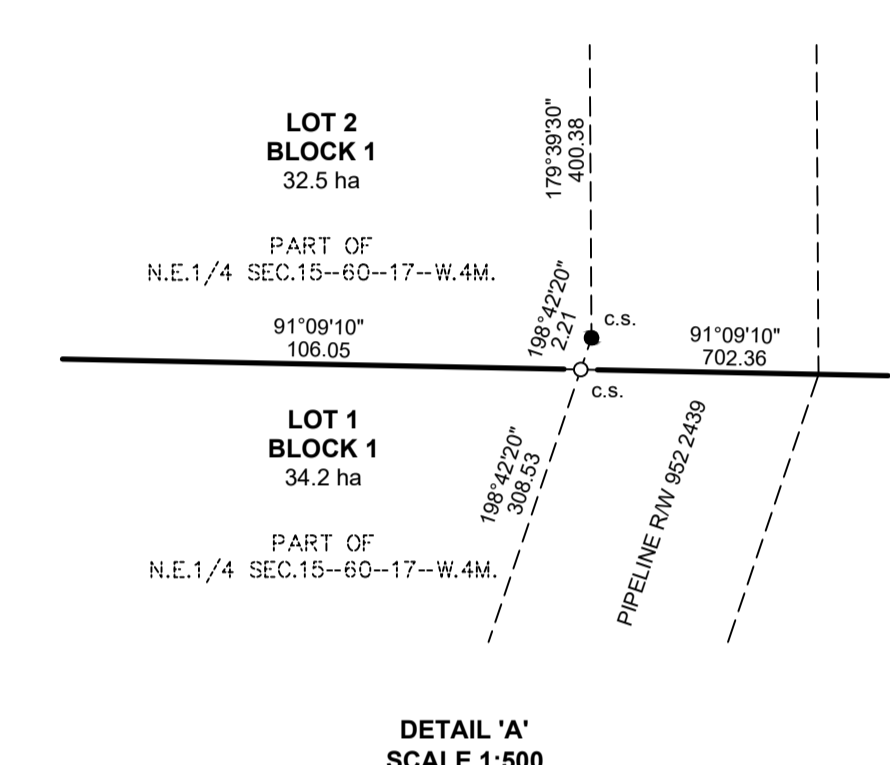 LOT 2
BLOCK 1
32.5 ha
PART OF
N.E.1/4 SEC.15--60--17--W.4M.
179°39'30"
400.38
198°42'20"
2.21
c.s.
91°09'10"
106.05
91°09'10"
702.36
c.s.
LOT 1
BLOCK 1
34.2 ha
198°42'20"
308.53
PIPELINE R/W 952 2439
PART OF
N.E.1/4 SEC.15--60--17--W.4M.
DETAIL 'A'
SCALE 1:500